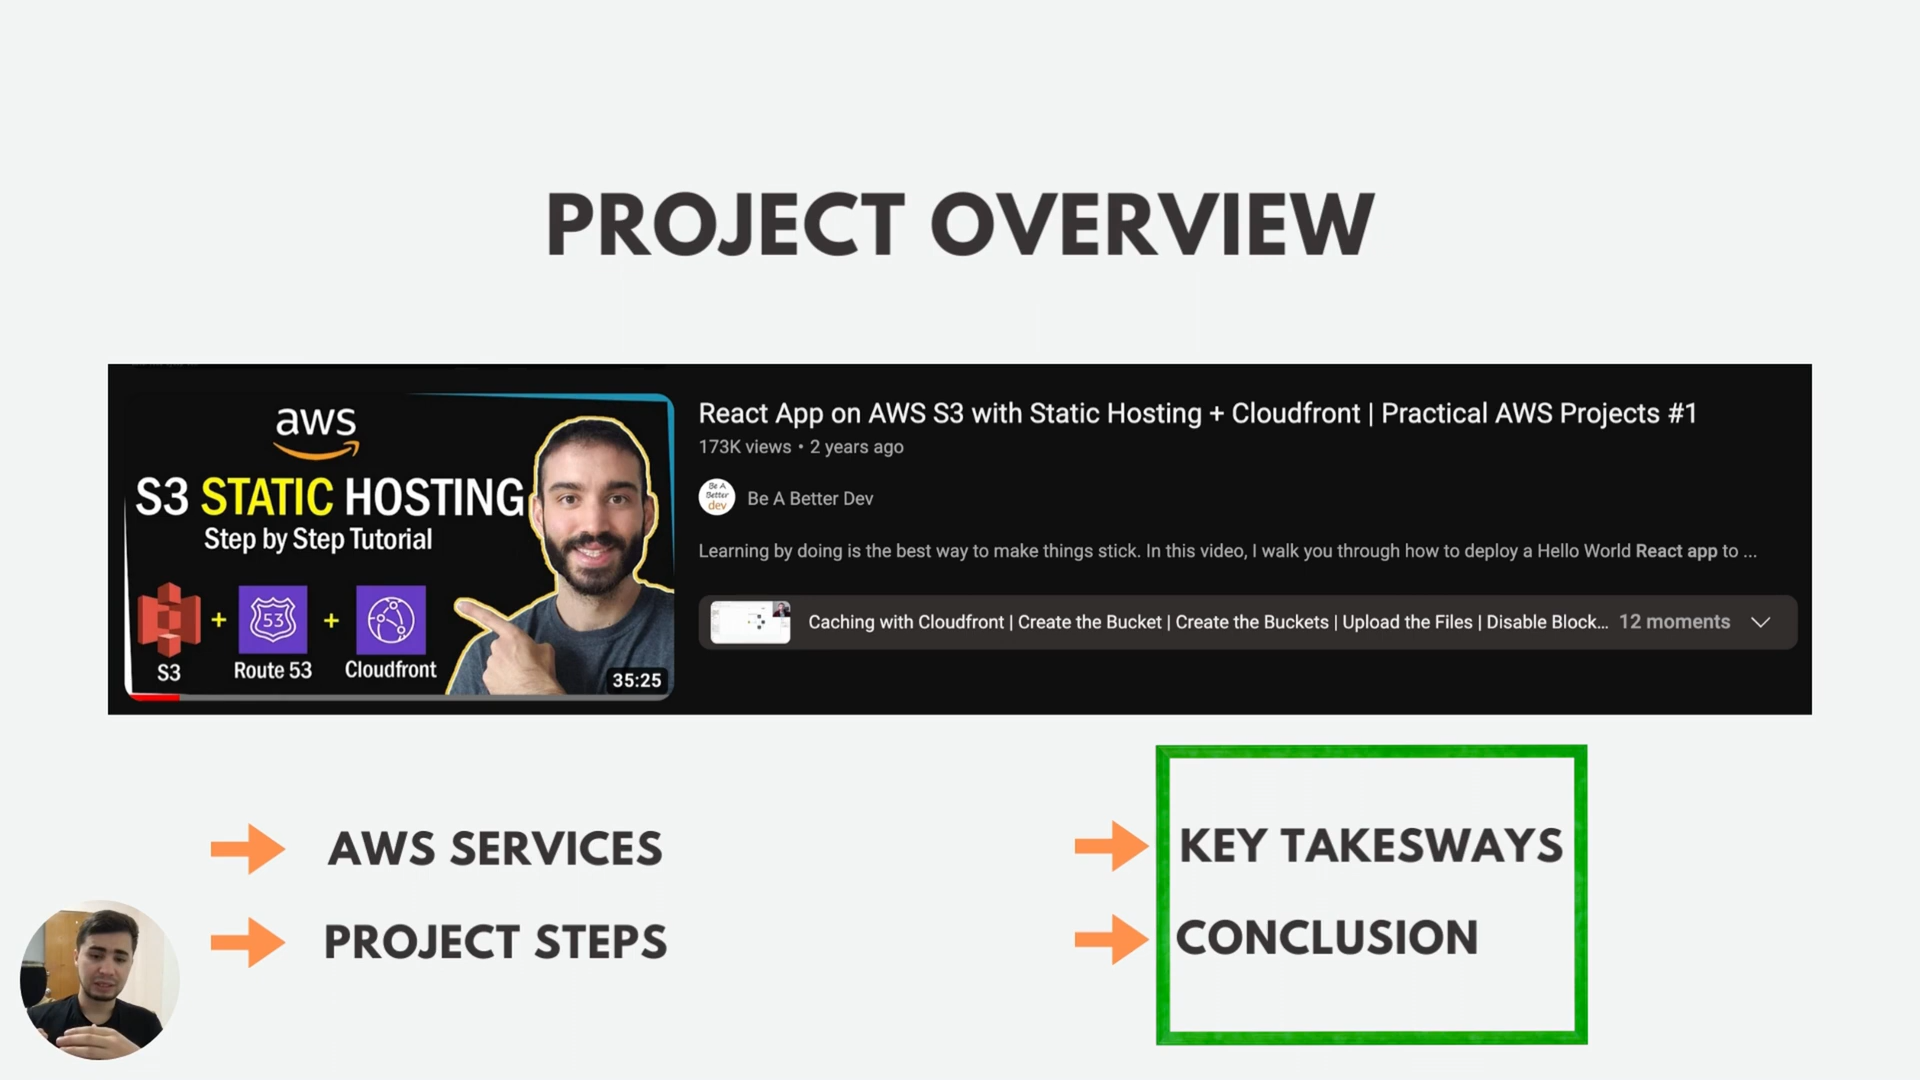 PROJECT OVERVIEW
aws
S3 STATIC HOSTING
Step by Step Tutorial
53
S3 + Route 53 + Cloudfront
35:25
React App on AWS S3 with Static Hosting + Cloudfront | Practical AWS Projects #1
173K views • 2 years ago
Be A Better dev
Be A Better Dev
Learning by doing is the best way to make things stick. In this video, I walk you through how to deploy a Hello World React app to ...
Caching with Cloudfront | Create the Bucket | Create the Buckets | Upload the Files | Disable Block... 12 moments
AWS SERVICES
PROJECT STEPS
KEY TAKESWAYS
CONCLUSION